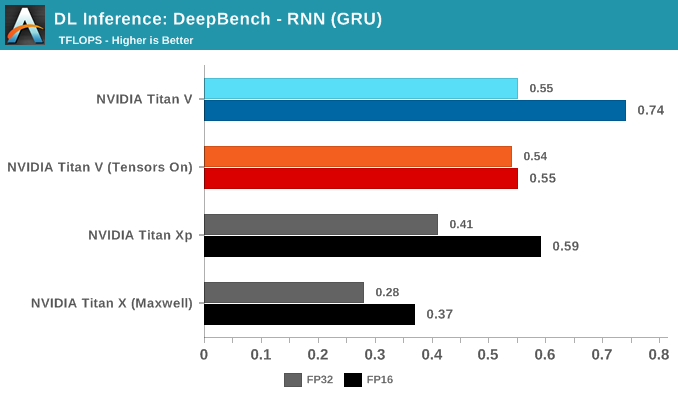 DL Inference: DeepBench - RNN (GRU)
TFLOPS - Higher is Better
NVIDIA Titan V
0.55
0.74
NVIDIA Titan V (Tensors On)
0.54
0.55
NVIDIA Titan Xp
0.41
0.59
NVIDIA Titan X (Maxwell)
0.28
0.37
0 0.1 0.2 0.3 0.4 0.5 0.6 0.7 0.8
FP32 FP16